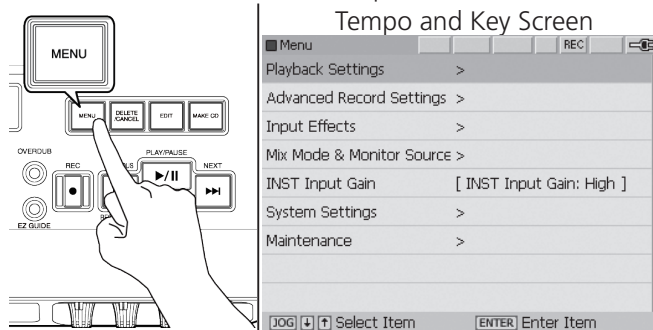 MENU
MENU
DELETE
/CANCEL
EDIT
MAKE CD
OVERDUB
REC
PLAY/PAUSE
NEXT
EZ GUIDE
Tempo and Key Screen
Menu
REC
Playback Settings >
Advanced Record Settings >
Input Effects >
Mix Mode & Monitor Source >
INST Input Gain [ INST Input Gain: High ]
System Settings >
Maintenance >
JOG ↓ ↑ Select Item ENTER Enter Item